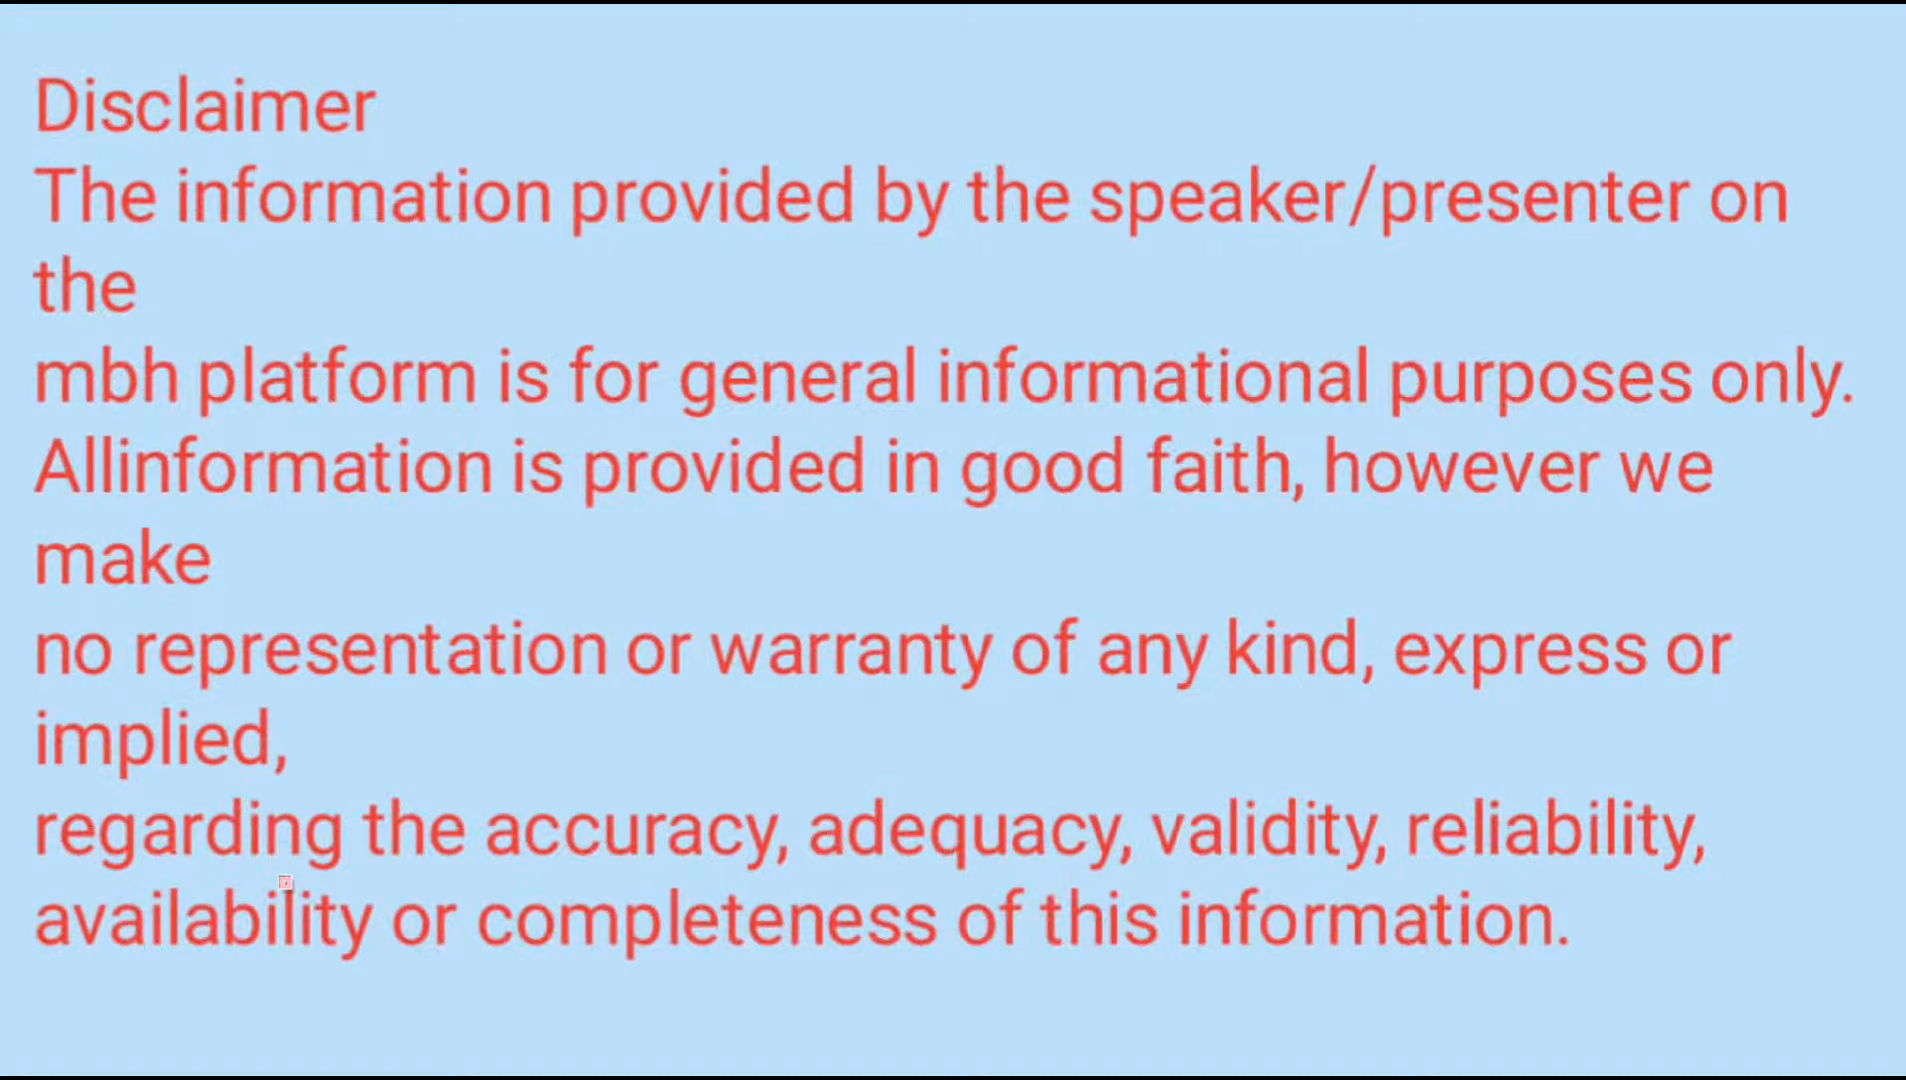 Disclaimer
The information provided by the speaker/presenter on
the
mbh platform is for general informational purposes only.
Allinformation is provided in good faith, however we
make
no representation or warranty of any kind, express or
implied,
regarding the accuracy, adequacy, validity, reliability,
availability or completeness of this information.